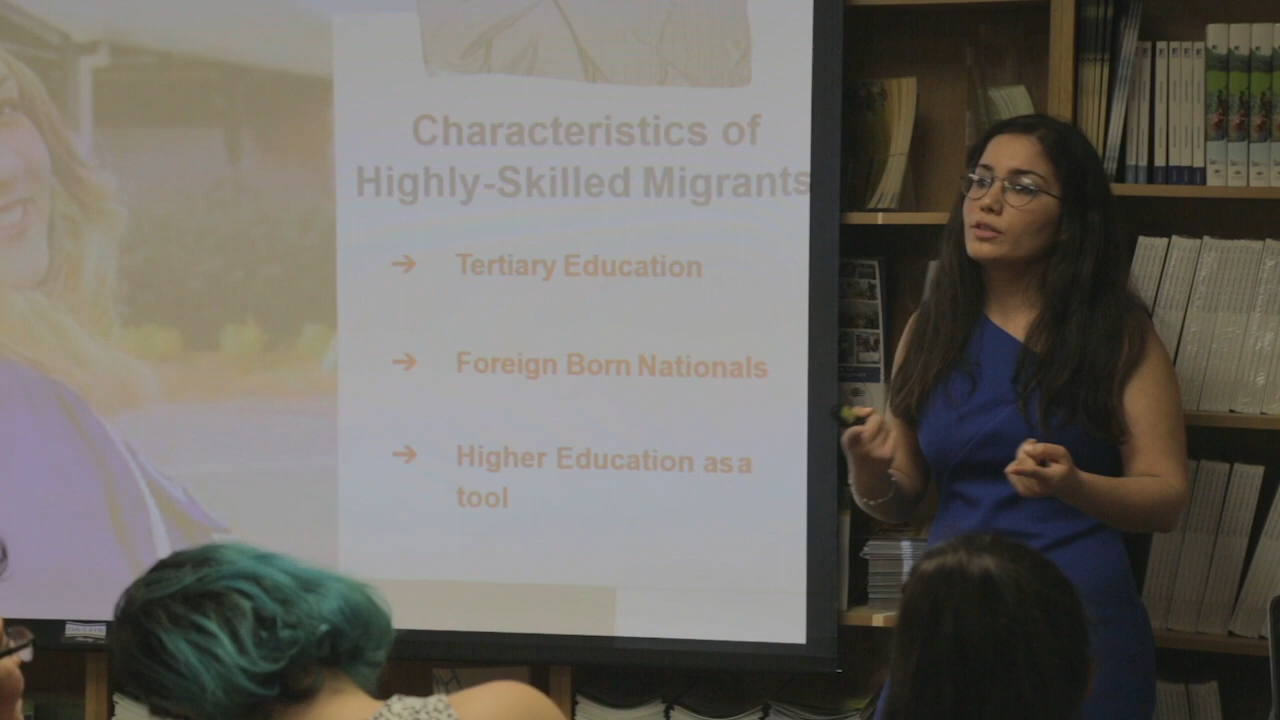 Characteristics of
Highly-Skilled Migrants
➔ Tertiary Education
➔ Foreign Born Nationals
➔ Higher Education as a
tool